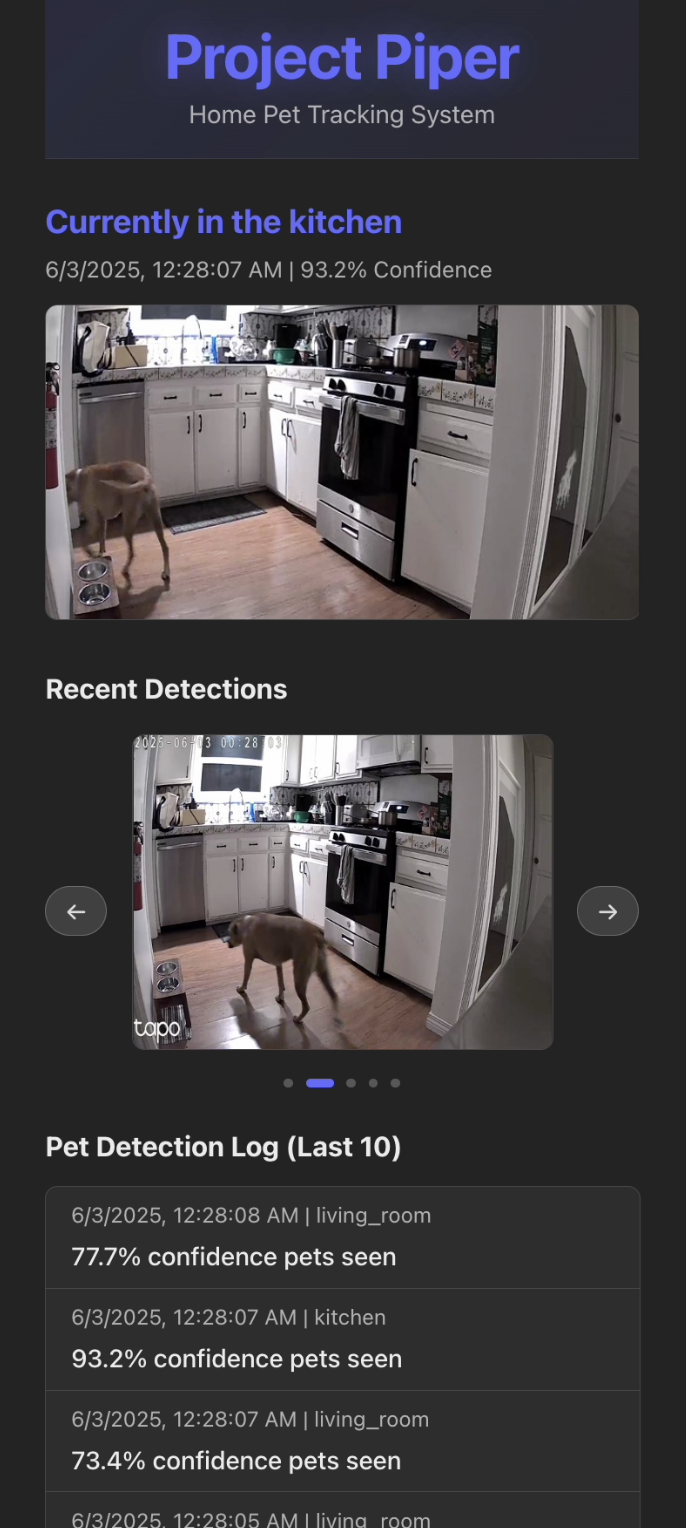 Project Piper
Home Pet Tracking System
Currently in the kitchen
6/3/2025, 12:28:07 AM | 93.2% Confidence
Recent Detections
2025-06-03 00:28:03
←
→
tapo
Pet Detection Log (Last 10)
6/3/2025, 12:28:08 AM | living_room
77.7% confidence pets seen
6/3/2025, 12:28:07 AM | kitchen
93.2% confidence pets seen
6/3/2025, 12:28:07 AM | living_room
73.4% confidence pets seen
6/3/2025, 12:28:05 AM | living_room